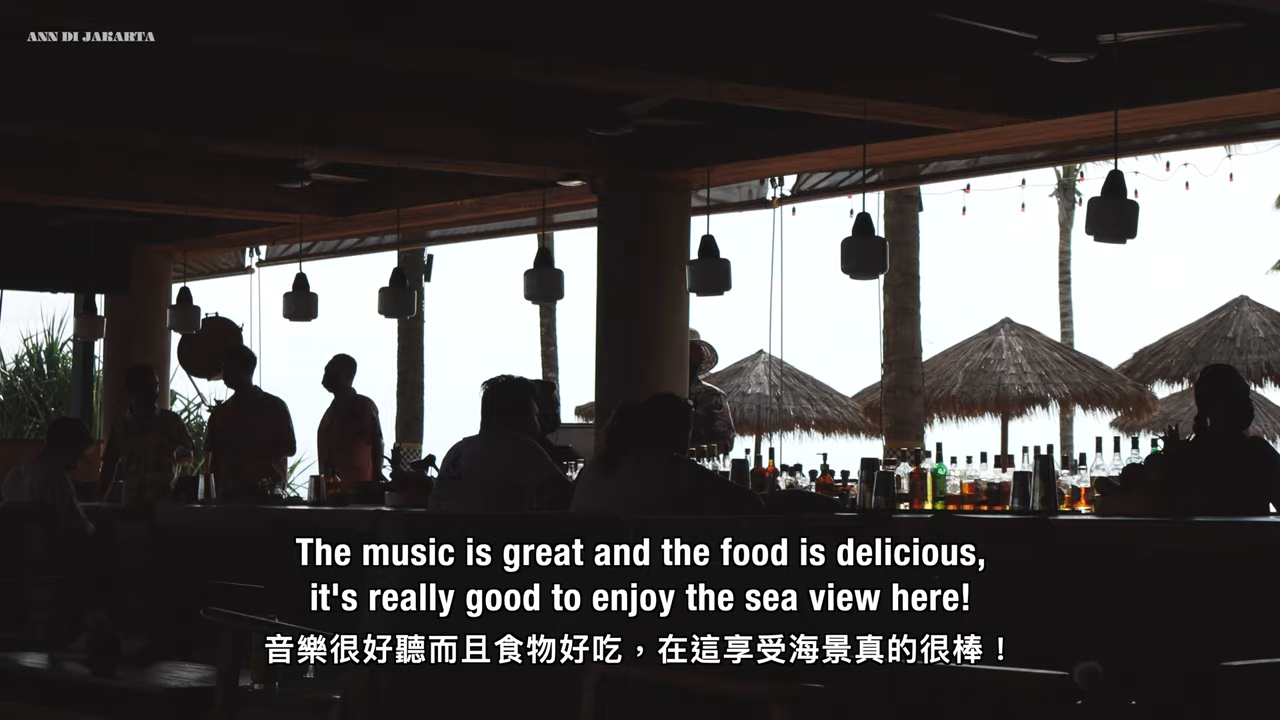 ANN DI JAKARTA
The music is great and the food is delicious,
it's really good to enjoy the sea view here!
音樂很好聽而且食物好吃，在這享受海景真的很棒！